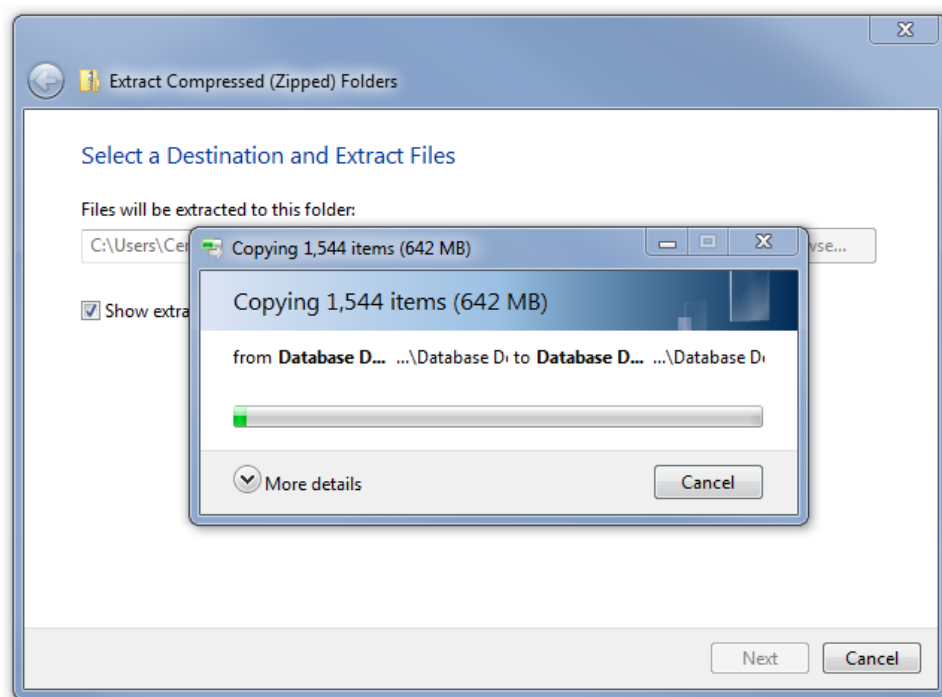 Extract Compressed (Zipped) Folders
Select a Destination and Extract Files
Files will be extracted to this folder:
C:\Users\Cer
wse...
Show extra
Copying 1,544 items (642 MB)
Copying 1,544 items (642 MB)
from Database D... ...\Database D to Database D... ...\Database D
More details
Cancel
Next
Cancel